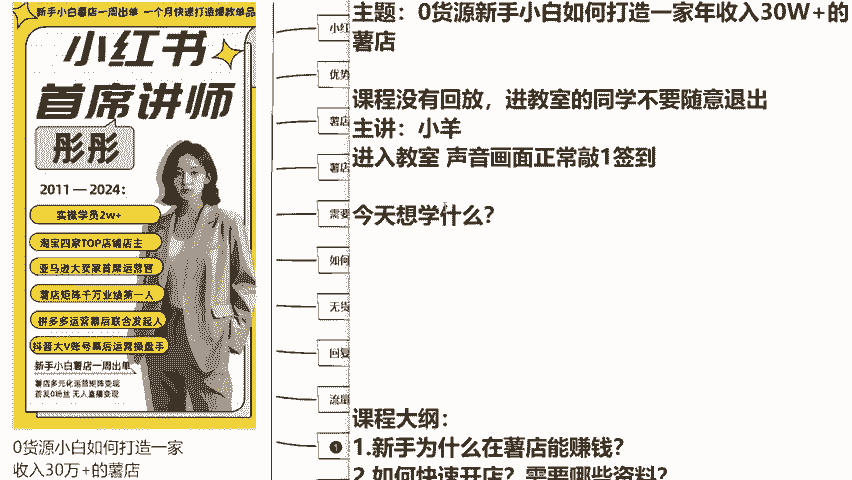 新手小白薯店一周出单 一个月快速打造爆款单品
小红书
首席讲师
彤彤
2011 — 2024：
实操学员2w+
淘宝四家TOP店铺店主
亚马逊大卖家首席运营官
薯店矩阵千万业绩第一人
拼多多运营幕后联合发起人
抖音大V账号幕后运营操盘手
新手小白薯店一周出单
薯店多元化运营矩阵变现
0货源小白如何打造一家
收入30万+的薯店
小红
优势
薯店
薯店
需要
如何
无货
回复
流量
1
主题：0货源新手小白如何打造一家年收入30W+的
薯店
课程没有回放，进教室的同学不要随意退出
主讲：小羊
进入教室 声音画面正常敲1签到
今天想学什么？
课程大纲：
1.新手为什么在薯店能赚钱？
2.如何快速开店？需要哪些资料？